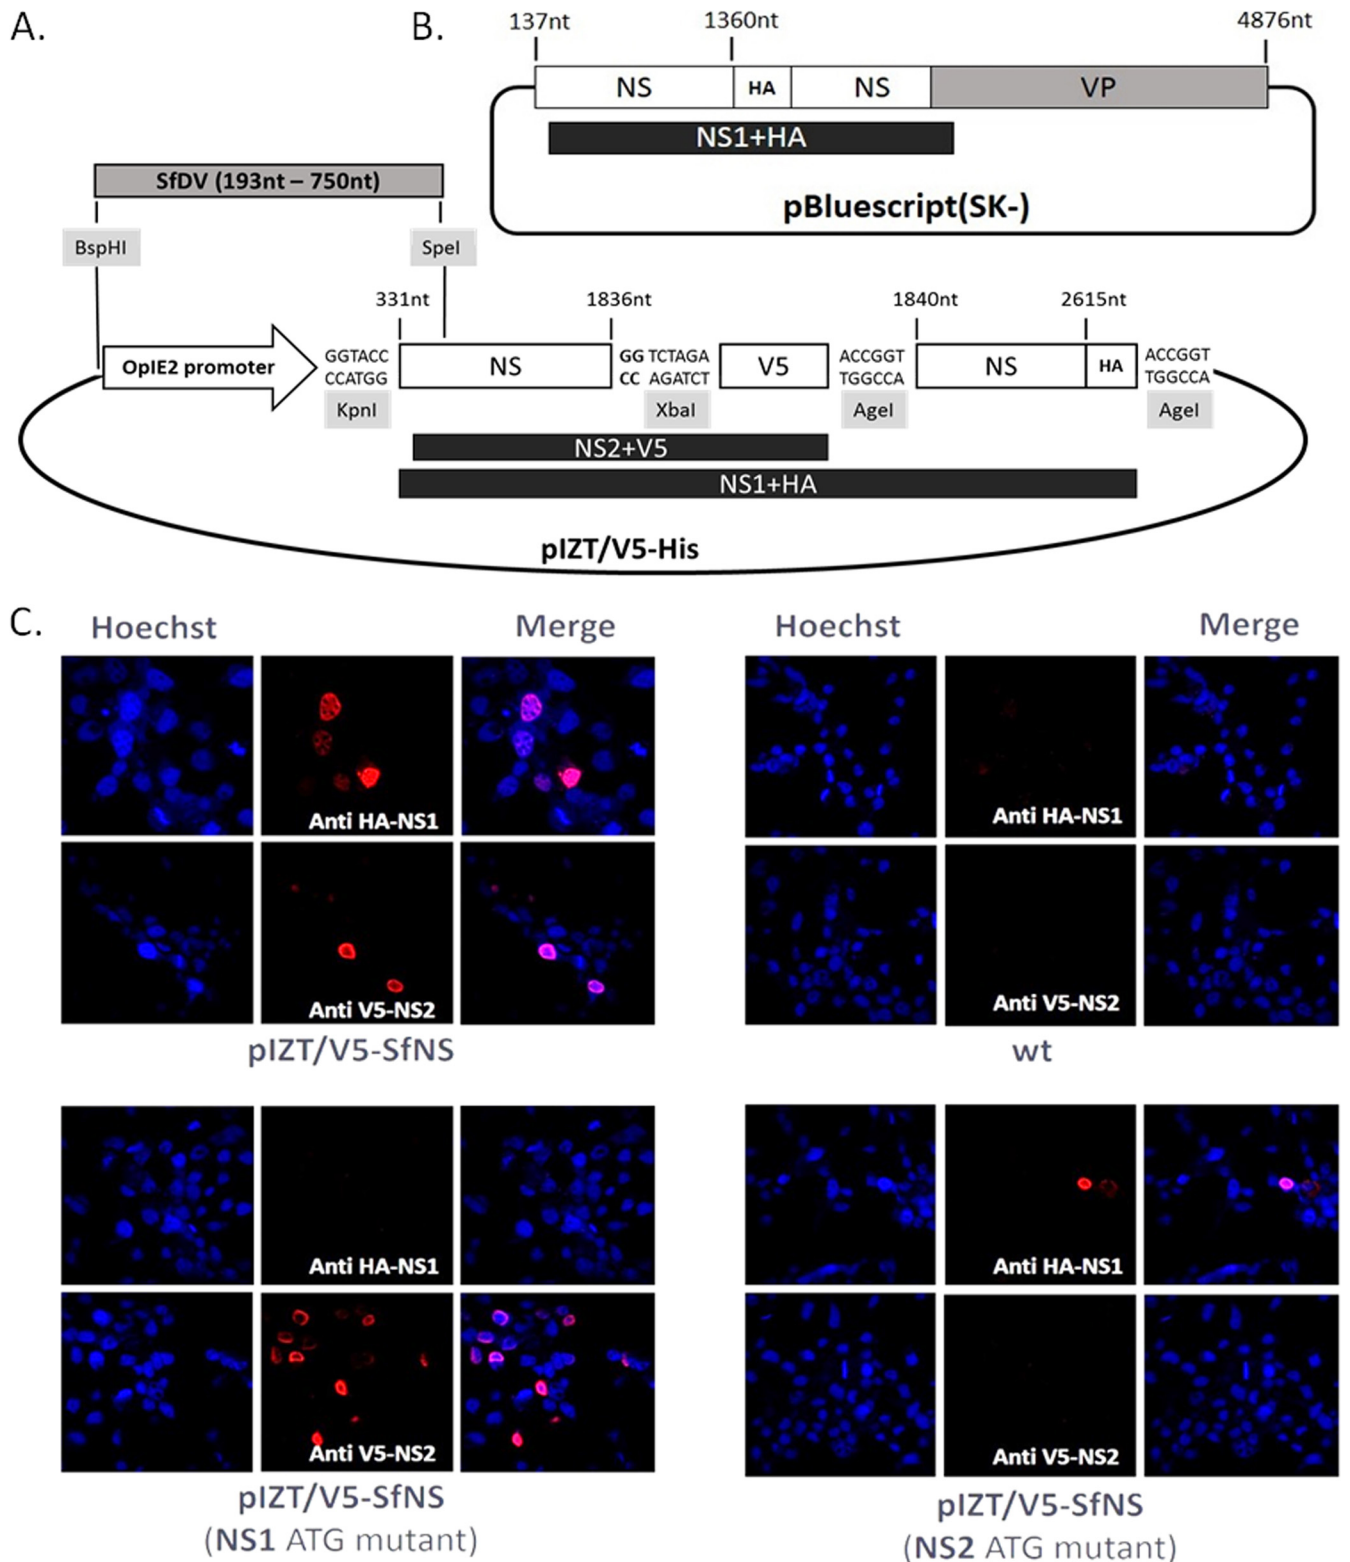 A.
B.
137nt 1360nt 4876nt
NS HA NS VP
NS1+HA
pBluescript(SK-)
SfDV (193nt – 750nt)
BspHI SpeI
331nt 1836nt 1840nt 2615nt
OpIE2 promoter
GGTACC
CCATGG
KpnI
NS
GG TCTAGA
CC AGATCT
XbaI
V5
ACCGGT
TGGCCA
AgeI
NS HA
ACCGGT
TGGCCA
AgeI
NS2+V5
NS1+HA
pIZT/V5-His
C.
Hoechst Merge
Anti HA-NS1
Anti V5-NS2
pIZT/V5-SfNS
Hoechst Merge
Anti HA-NS1
Anti V5-NS2
wt
Anti HA-NS1
Anti V5-NS2
pIZT/V5-SfNS
(NS1 ATG mutant)
Anti HA-NS1
Anti V5-NS2
pIZT/V5-SfNS
(NS2 ATG mutant)